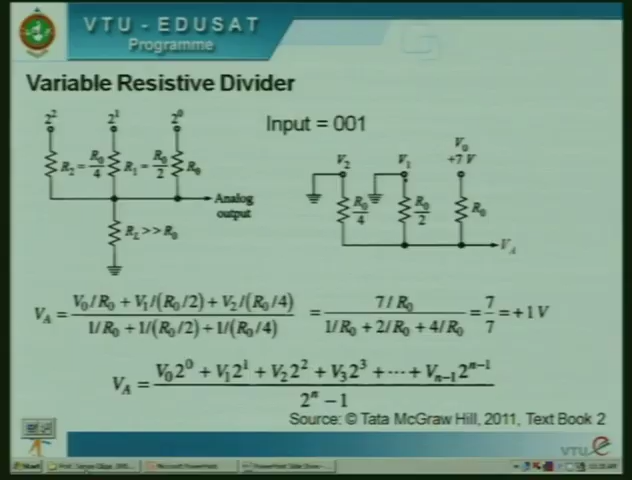 VTU - EDUSAT
Programme
Variable Resistive Divider
2² 2¹ 2⁰
Input = 001
V₀
+7 V
V₂ V₁
R₂ = R₀/4 R₁ = R₀/2 R₀
Analog
output
R₀/4 R₀/2 R₀
R_L >> R₀
V_A
V_A = (V₀/R₀ + V₁/(R₀/2) + V₂/(R₀/4)) / (1/R₀ + 1/(R₀/2) + 1/(R₀/4)) = (7/R₀) / (1/R₀ + 2/R₀ + 4/R₀) = 7/7 = +1 V
V_A = (V₀2⁰ + V₁2¹ + V₂2² + V₃2³ + ··· + Vₙ₋₁2ⁿ⁻¹) / (2ⁿ − 1)
Source: © Tata McGraw Hill, 2011, Text Book 2
VTU e